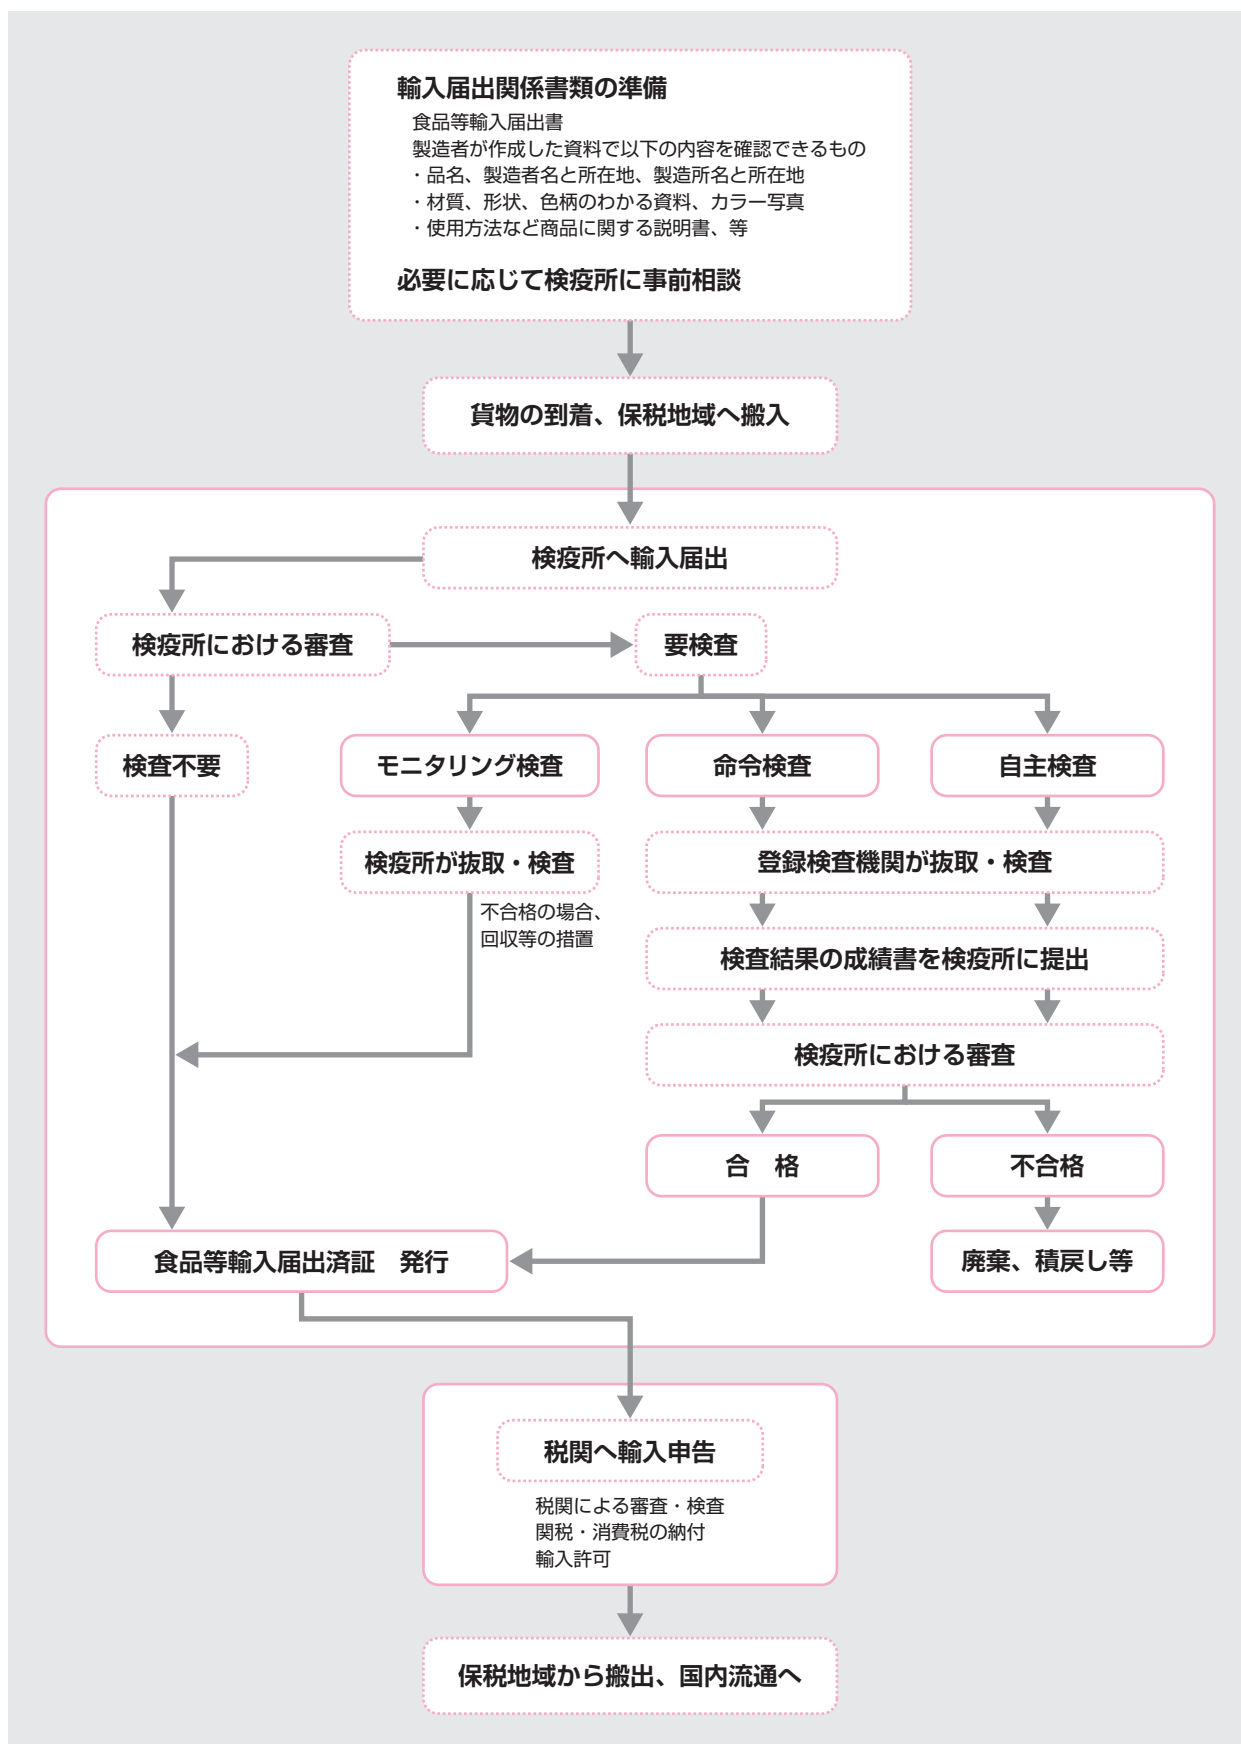 輸入届出関係書類の準備
食品等輸入届出書
製造者が作成した資料で以下の内容を確認できるもの
・品名、製造者名と所在地、製造所名と所在地
・材質、形状、色柄のわかる資料、カラー写真
・使用方法など商品に関する説明書、等
必要に応じて検疫所に事前相談
貨物の到着、保税地域へ搬入
検疫所へ輸入届出
検疫所における審査
要検査
検査不要
モニタリング検査
命令検査
自主検査
検疫所が抜取・検査
登録検査機関が抜取・検査
不合格の場合、
回収等の措置
検査結果の成績書を検疫所に提出
検疫所における審査
合　格
不合格
食品等輸入届出済証　発行
廃棄、積戻し等
税関へ輸入申告
税関による審査・検査
関税・消費税の納付
輸入許可
保税地域から搬出、国内流通へ